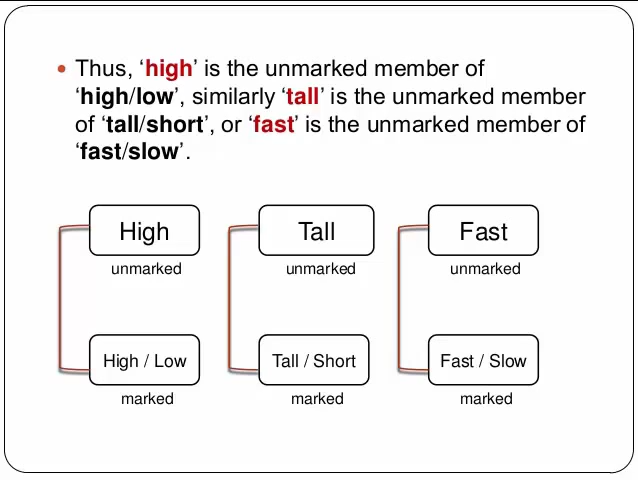 Thus, ‘high’ is the unmarked member of
‘high/low’, similarly ‘tall’ is the unmarked member
of ‘tall/short’, or ‘fast’ is the unmarked member of
‘fast/slow’.
High Tall Fast
unmarked unmarked unmarked
High / Low Tall / Short Fast / Slow
marked marked marked